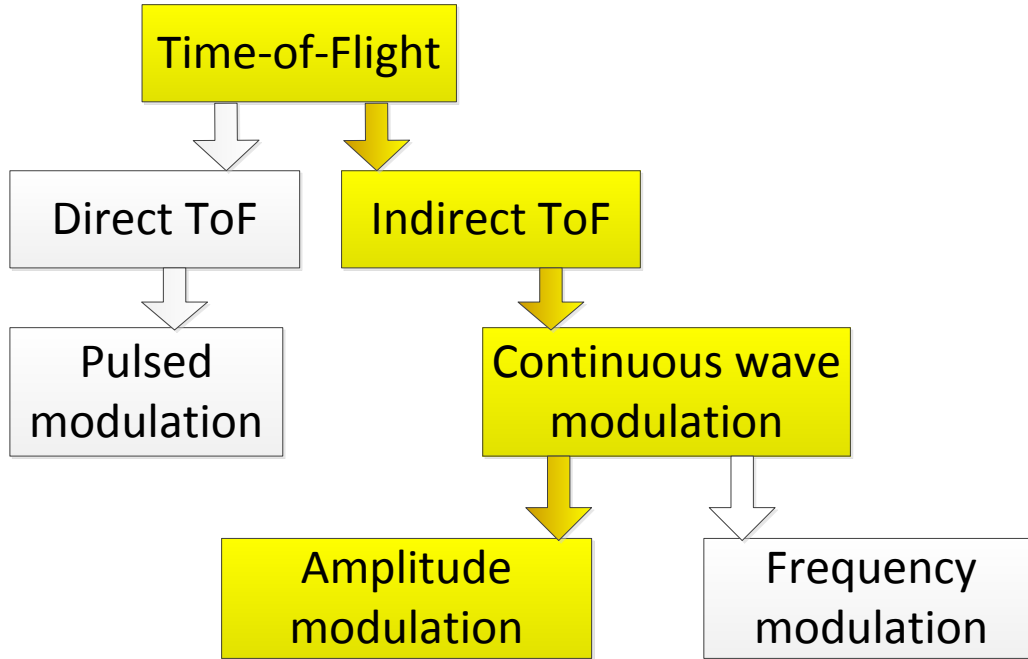 Time-of-Flight
Direct ToF
Indirect ToF
Pulsed
modulation
Continuous wave
modulation
Amplitude
modulation
Frequency
modulation